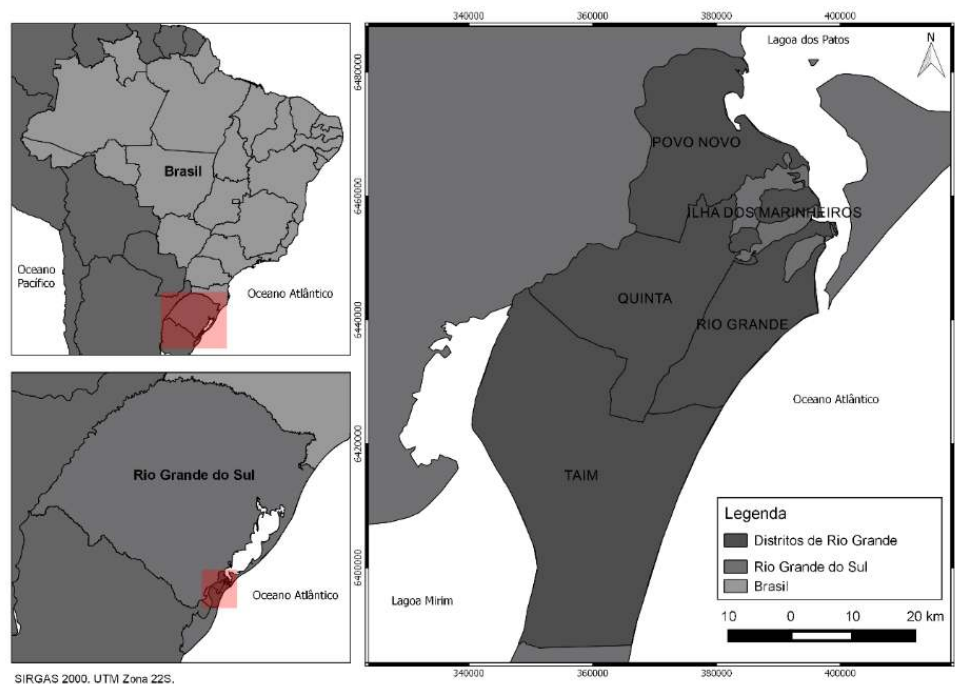 Brasil
Oceano
Pacífico
Oceano Atlântico
Rio Grande do Sul
Oceano Atlântico
SIRGAS 2000. UTM Zona 22S.
340000 360000 380000 400000
6480000
6460000
6440000
6420000
6400000
Lagoa dos Patos
N
POVO NOVO
ILHA DOS MARINHEIROS
QUINTA
RIO GRANDE
Oceano Atlântico
TAIM
Lagoa Mirim
Legenda
Distritos de Rio Grande
Rio Grande do Sul
Brasil
10 0 10 20 km
340000 360000 380000 400000